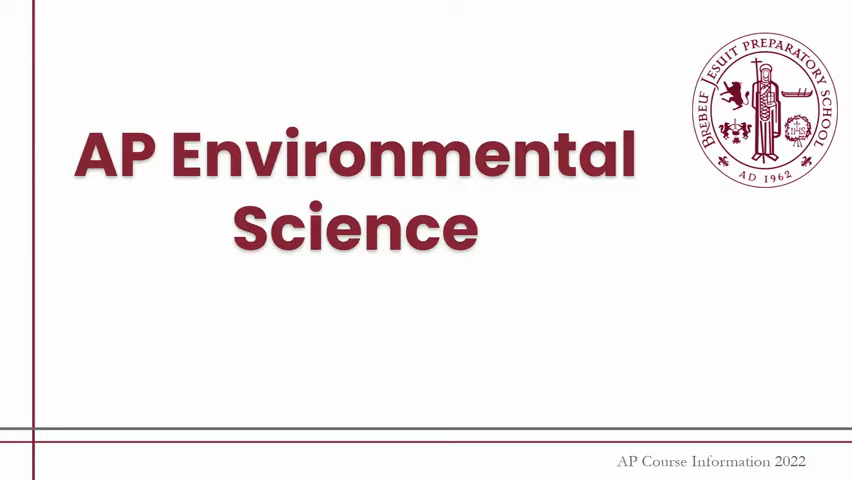 AP Environmental
Science
BREBEUF JESUIT PREPARATORY SCHOOL
IHS
AD 1962
AP Course Information 2022